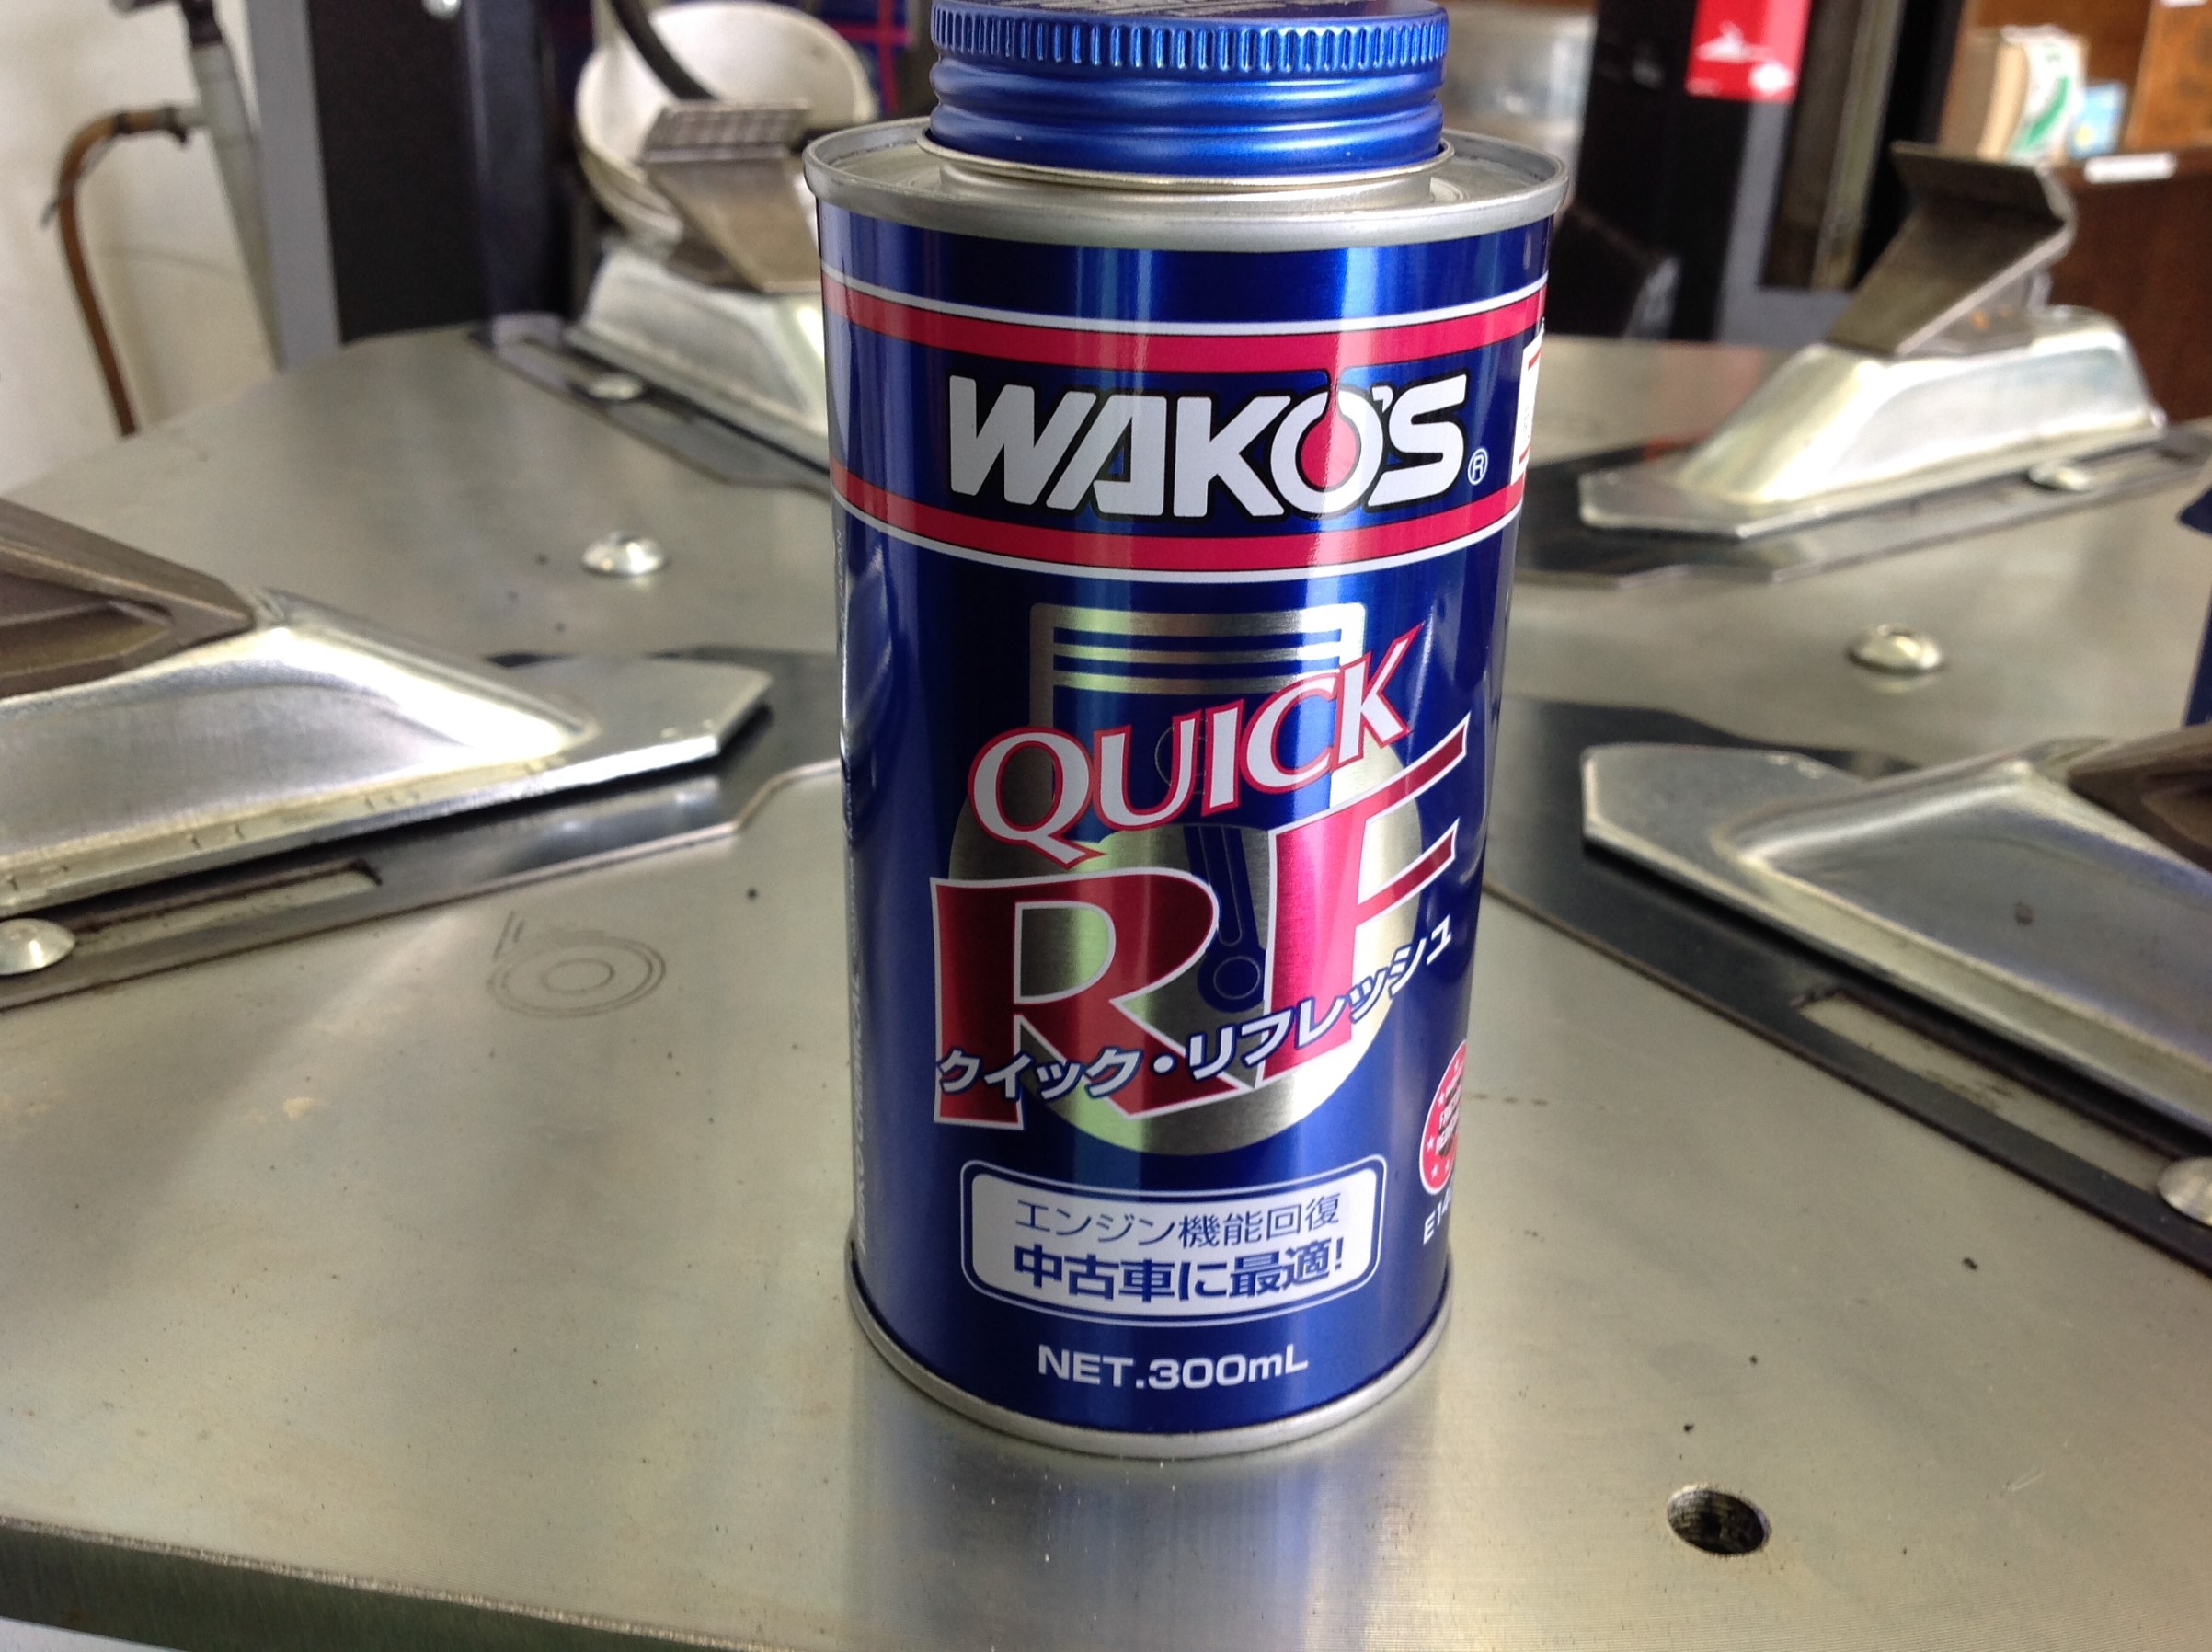 WAKO'S®
QUICK
RF
クイック・リフレッシュ
エンジン機能回復
中古車に最適!
NET.300mL